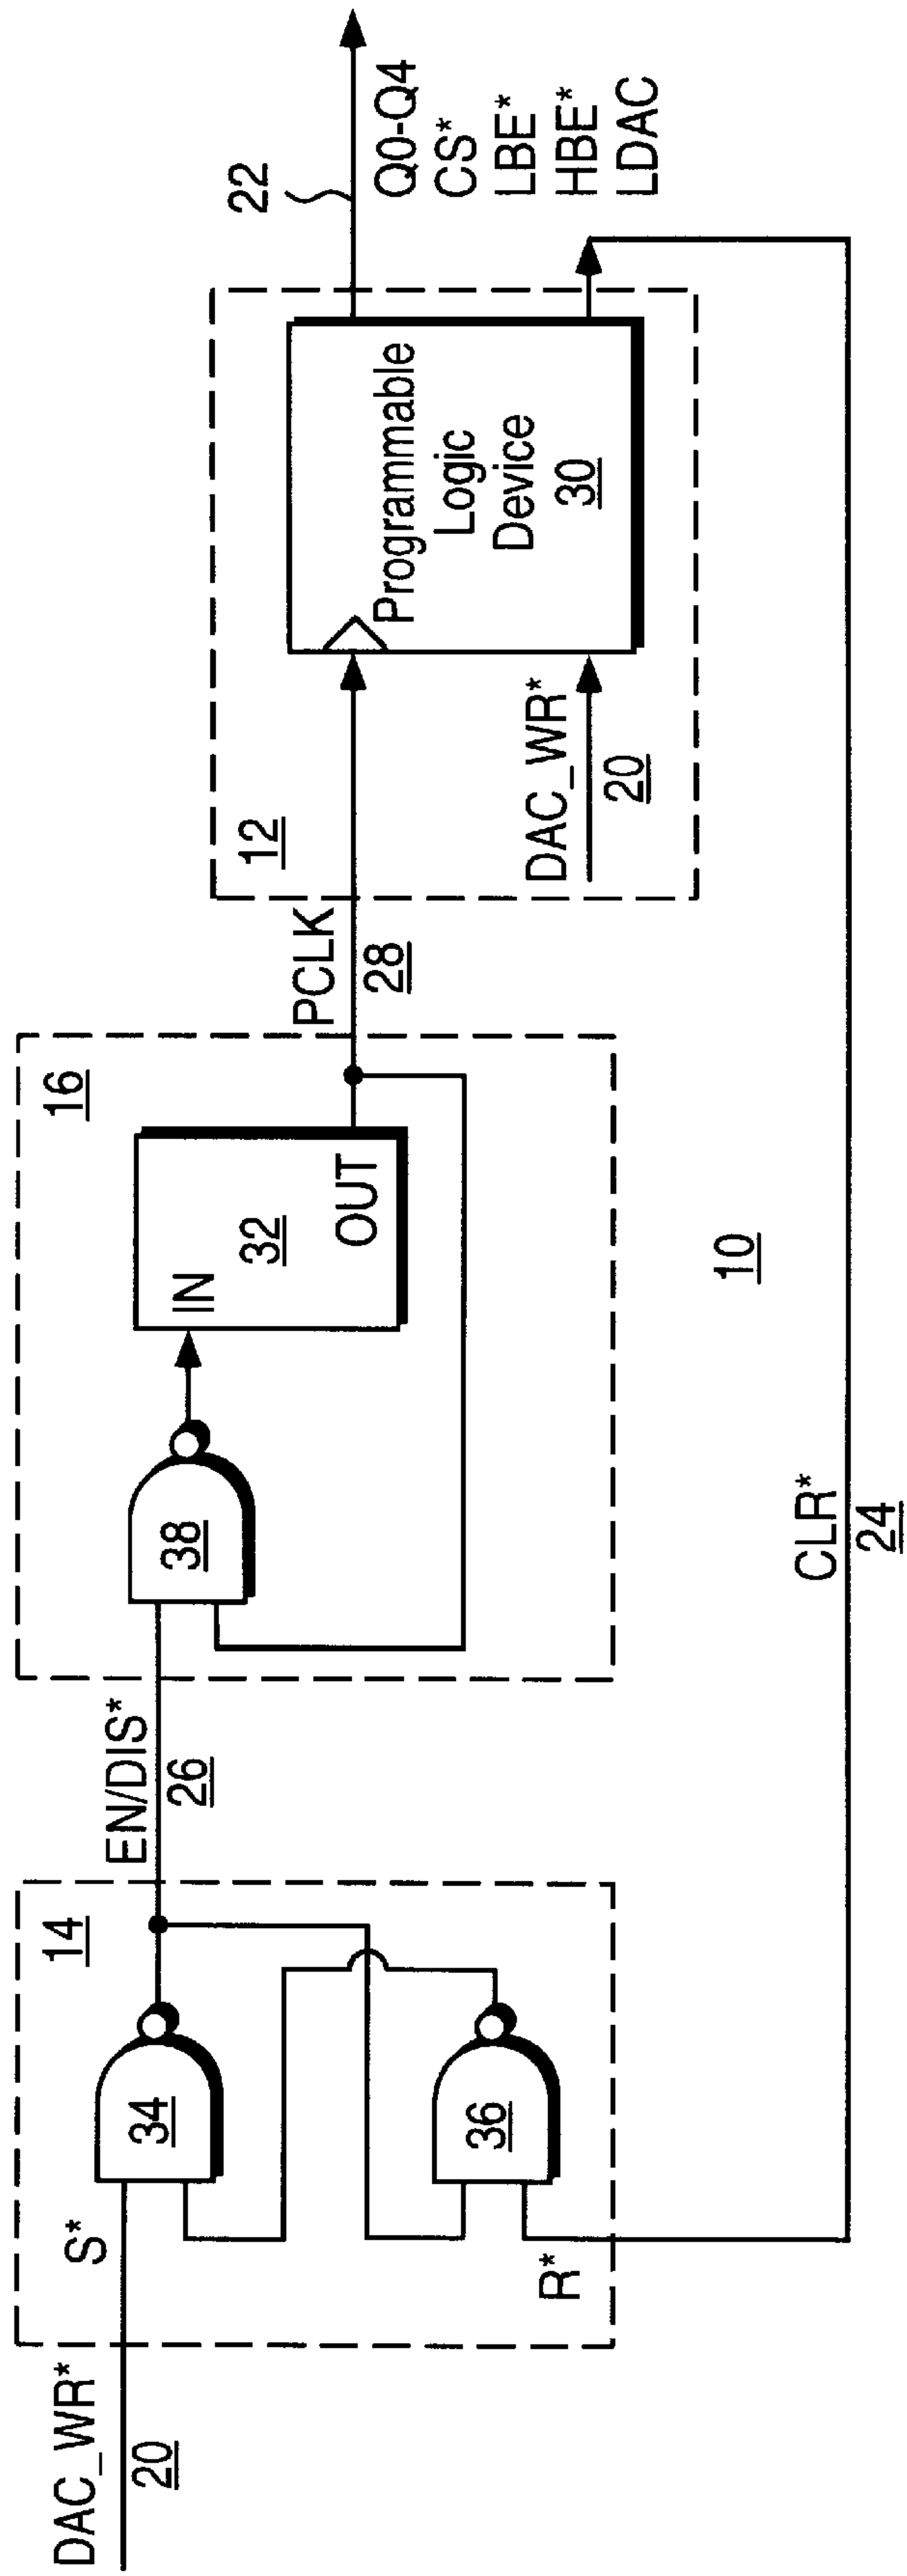 DAC_WR*
20
S*
R*
34
36
14
EN/DIS*
26
38
IN
32
OUT
16
PCLK
28
12
DAC_WR*
20
Programmable
Logic
Device
30
22
Q0-Q4
CS*
LBE*
HBE*
LDAC
10
CLR*
24